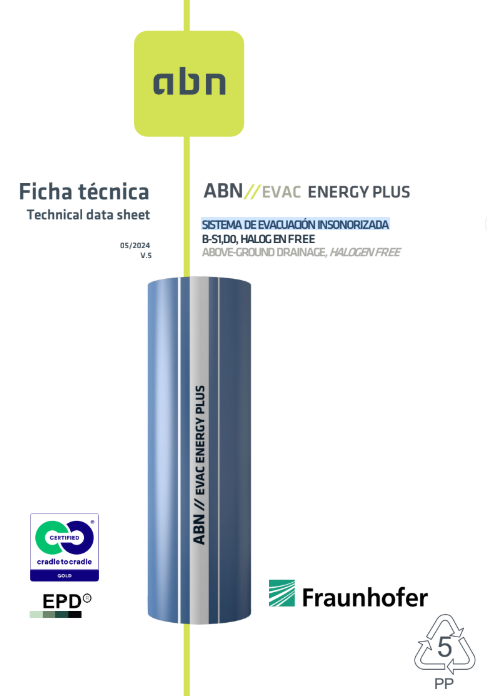 abn
Ficha técnica
Technical data sheet
05/2024
V.5
ABN//EVAC ENERGY PLUS
SISTEMA DE EVACUACIÓN INSONORIZADA
B-S1,D0, HALOGEN FREE
ABOVE-GROUND DRAINAGE, HALOGEN FREE
ABN // EVAC ENERGY PLUS
CERTIFIED
cradletocradle
GOLD
EPD®
Fraunhofer
5
PP